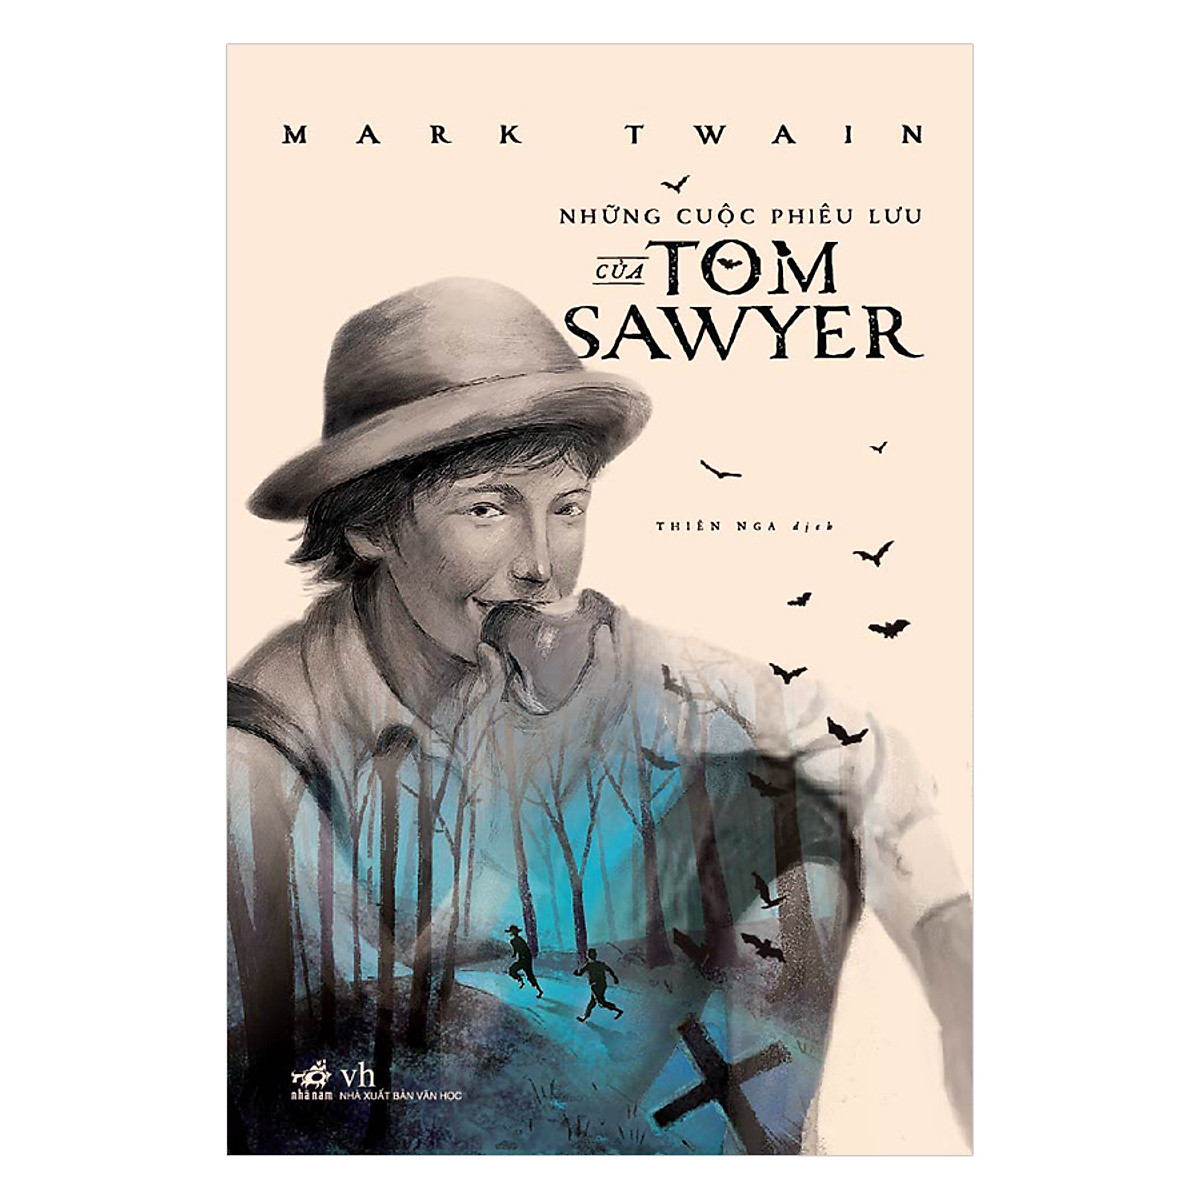 MARK TWAIN
NHỮNG CUỘC PHIÊU LƯU
CỦA TOM
SAWYER
THIÊN NGA dịch
nhã nam
vh
NHÀ XUẤT BẢN VĂN HỌC